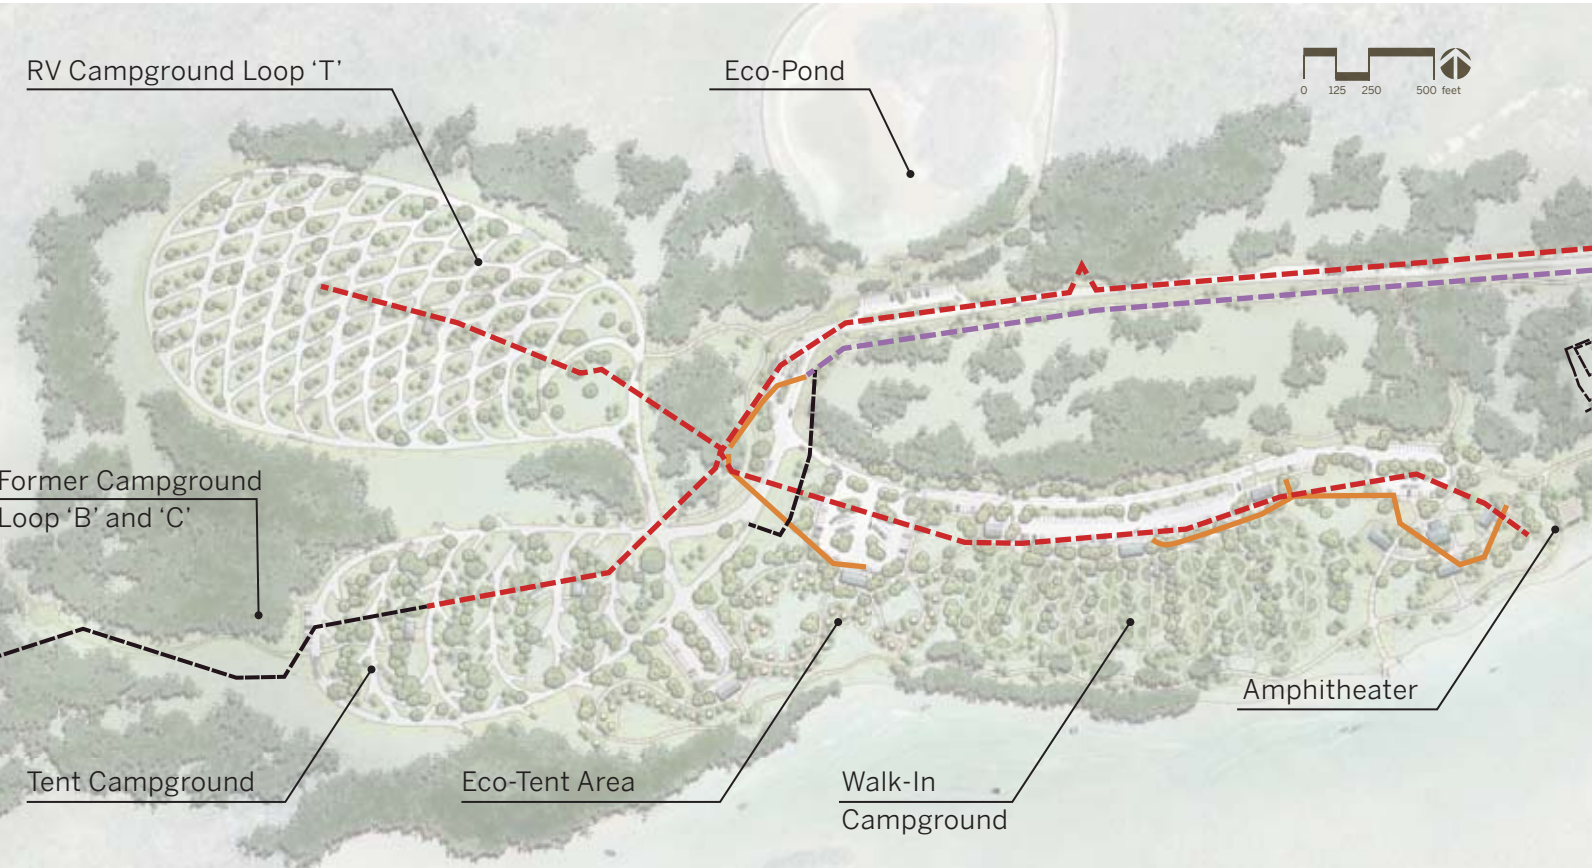 RV Campground Loop ‘T’
Eco-Pond
0 125 250 500 feet
Former Campground
Loop ‘B’ and ‘C’
Amphitheater
Tent Campground
Eco-Tent Area
Walk-In
Campground